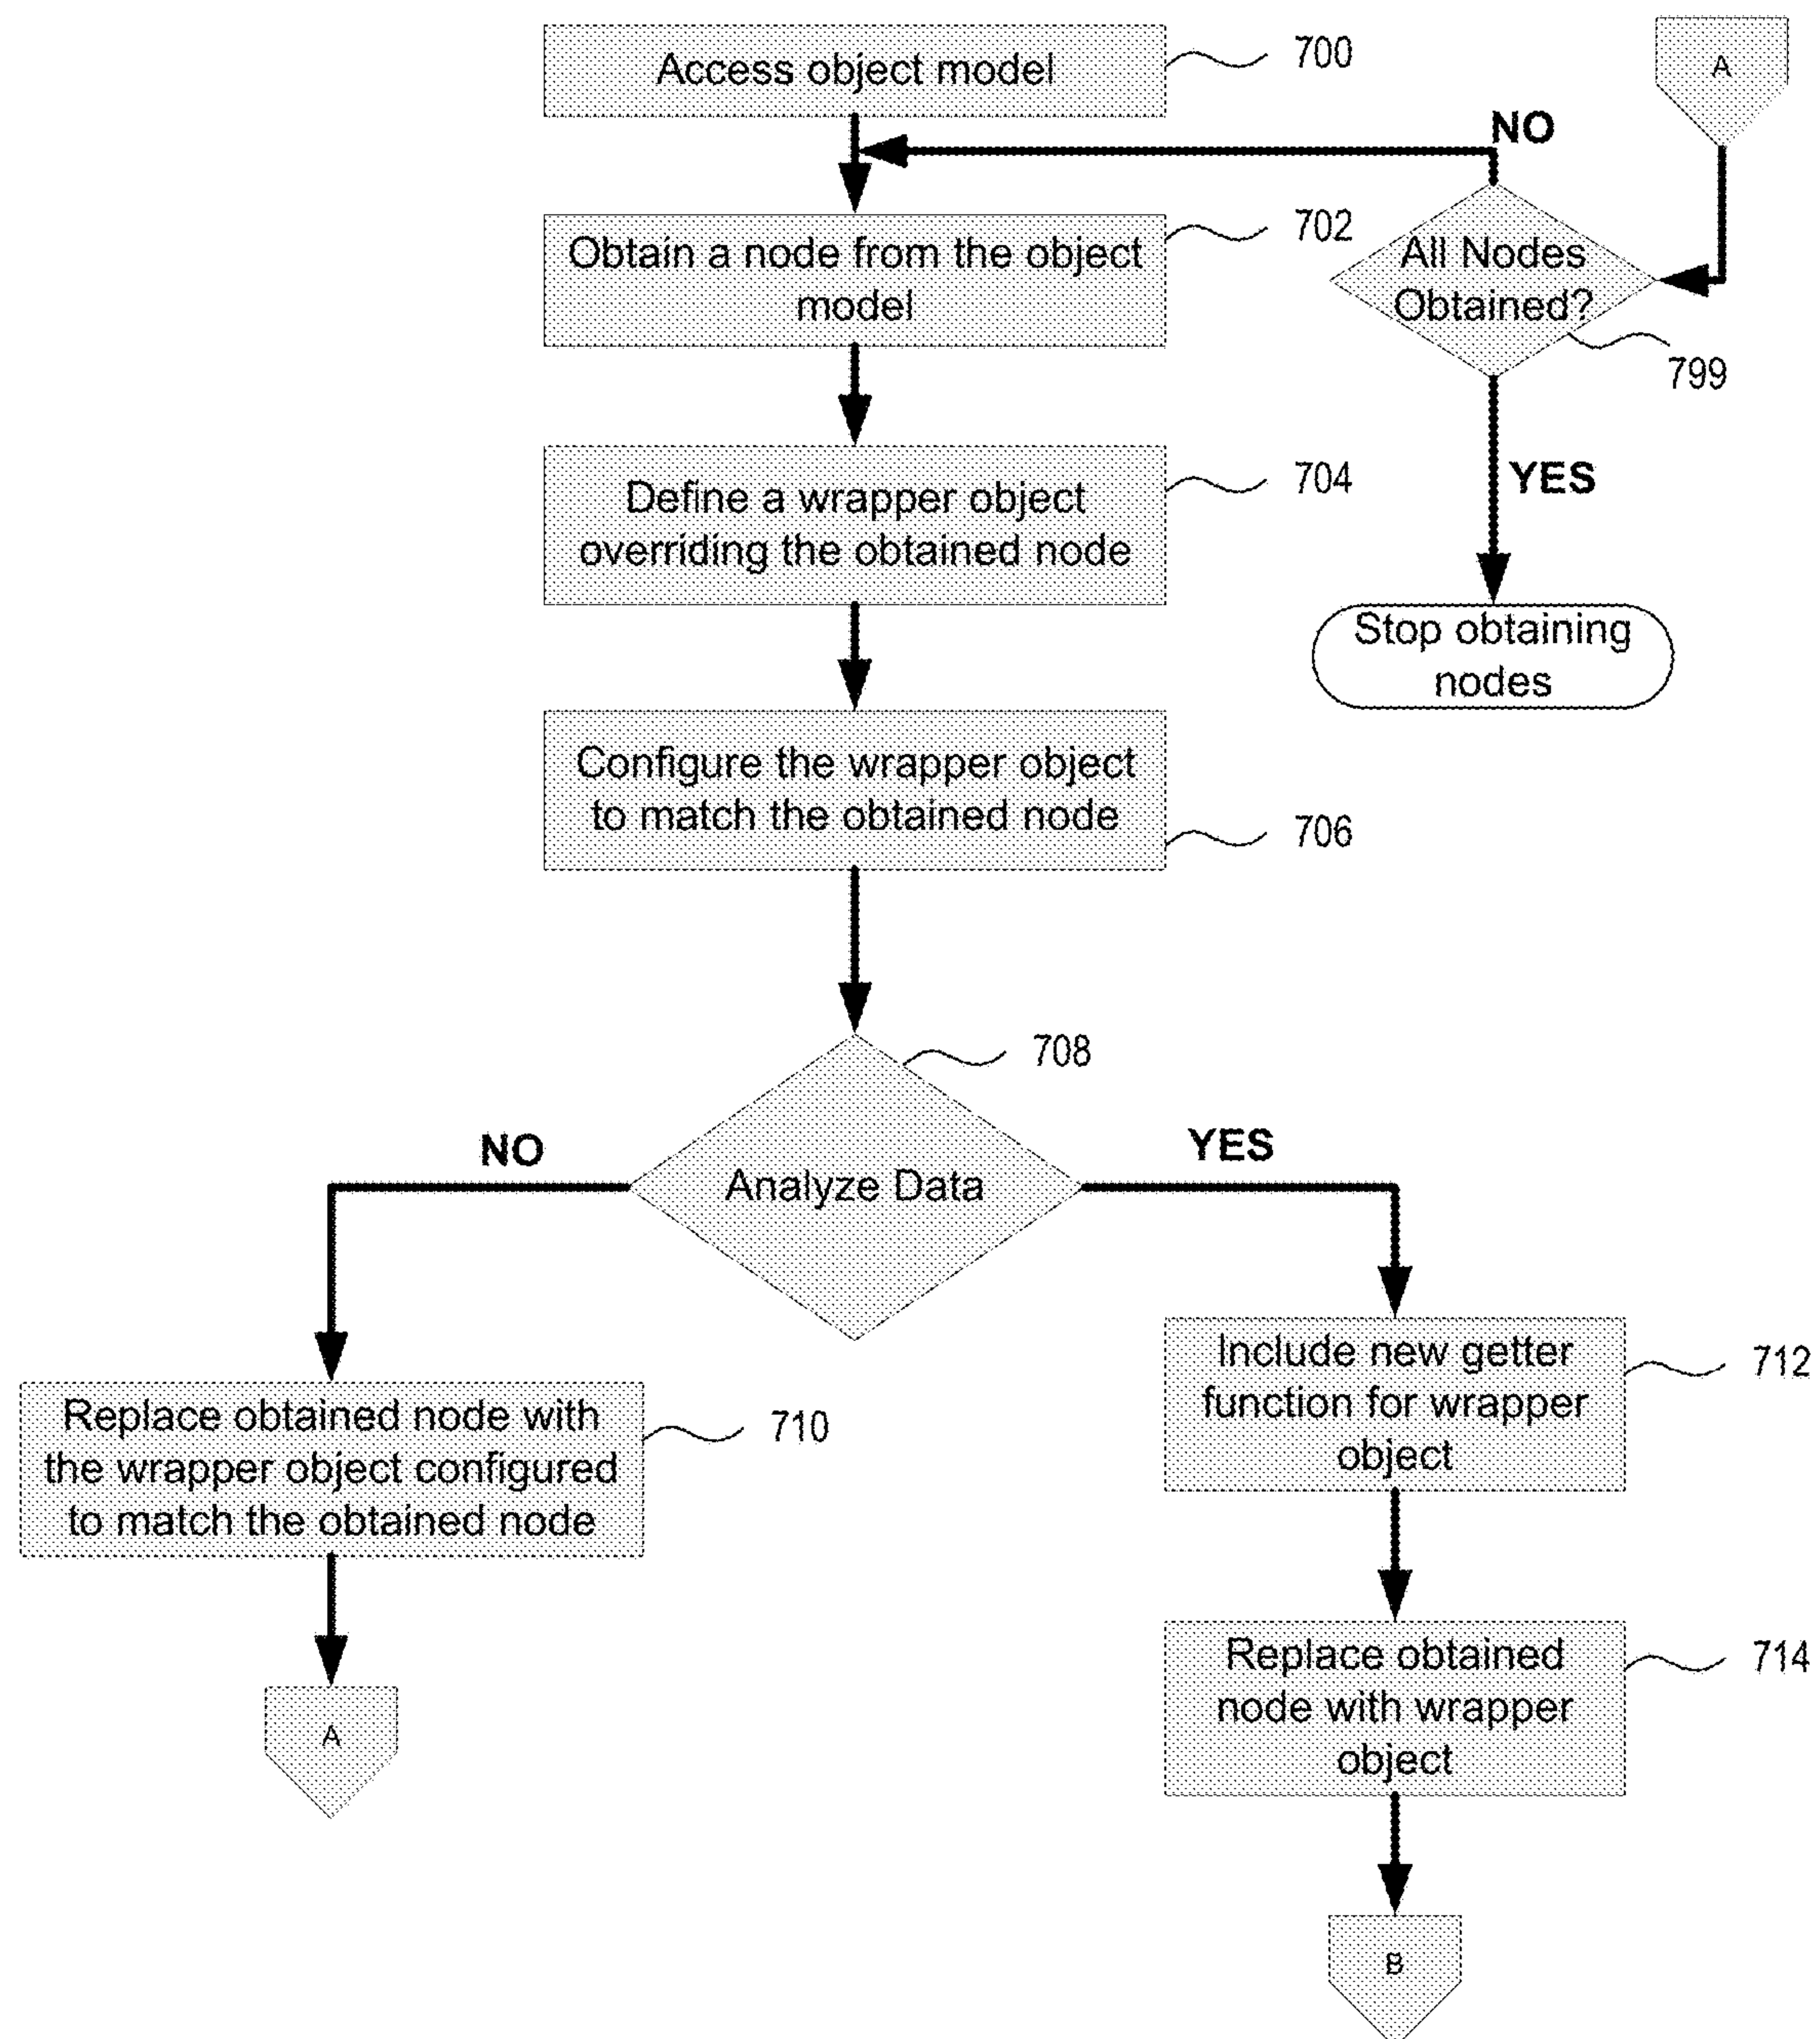 Access object model
700
A
NO
Obtain a node from the object
model
702
All Nodes
Obtained?
799
YES
Define a wrapper object
overriding the obtained node
704
Stop obtaining
nodes
Configure the wrapper object
to match the obtained node
706
708
Analyze Data
NO
YES
Replace obtained node with
the wrapper object configured
to match the obtained node
710
A
Include new getter
function for wrapper
object
712
Replace obtained
node with wrapper
object
714
B